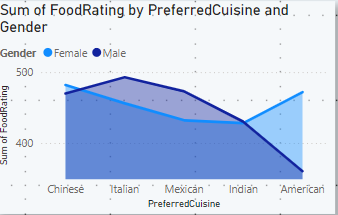 Sum of FoodRating by PreferredCuisine and
Gender
Gender Female Male
500
400
Sum of FoodRating
Chinese Italian Mexican Indian American
PreferredCuisine